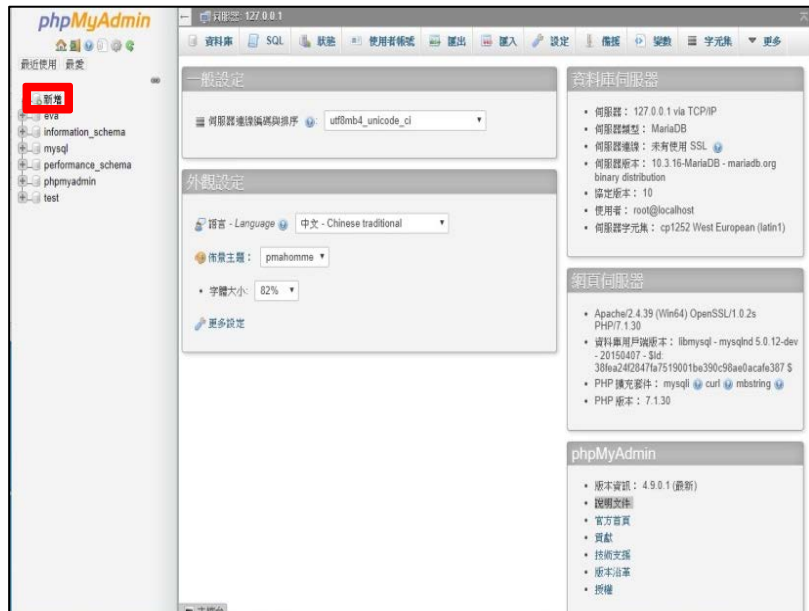 phpMyAdmin
最近使用 最愛
新增
eva
information_schema
mysql
performance_schema
phpmyadmin
test
伺服器: 127.0.0.1
資料庫 SQL 狀態 使用者帳號 匯出 匯入 設定 備援 變數 字元集 更多
一般設定
伺服器連線編碼與排序 : utf8mb4_unicode_ci
外觀設定
語言 - Language 中文 - Chinese traditional
佈景主題: pmahomme
• 字體大小: 82%
更多設定
資料庫伺服器
• 伺服器: 127.0.0.1 via TCP/IP
• 伺服器類型: MariaDB
• 伺服器連線: 未有使用 SSL
• 伺服器版本: 10.3.16-MariaDB - mariadb.org
binary distribution
• 協定版本: 10
• 使用者: root@localhost
• 伺服器字元集: cp1252 West European (latin1)
網頁伺服器
• Apache/2.4.39 (Win64) OpenSSL/1.0.2s
PHP/7.1.30
• 資料庫用戶端版本: libmysql - mysqlnd 5.0.12-dev
- 20150407 - $Id:
38fea24f2847fa7519001be390c98ae0acafe387 $
• PHP 擴充套件: mysqli curl mbstring
• PHP 版本: 7.1.30
phpMyAdmin
• 版本資訊: 4.9.0.1 (最新)
• 說明文件
• 官方首頁
• 貢獻
• 技術支援
• 版本沿革
• 授權